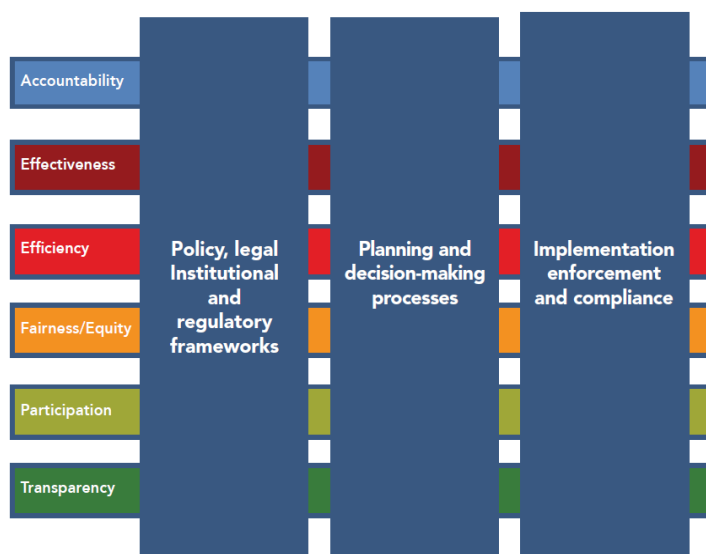 Accountability
Effectiveness
Efficiency
Fairness/Equity
Participation
Transparency
Policy, legal
Institutional
and
regulatory
frameworks
Planning and
decision-making
processes
Implementation
enforcement
and compliance